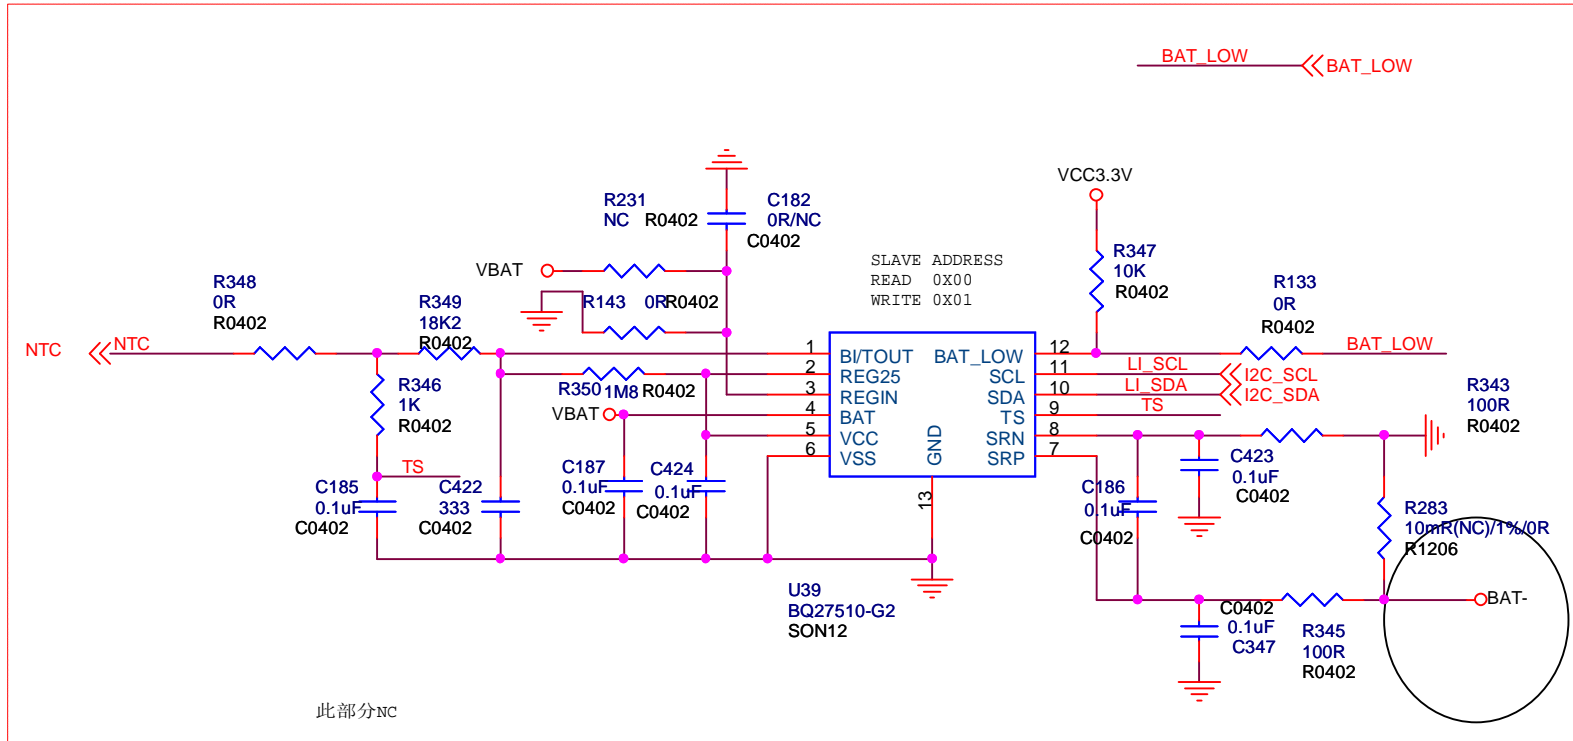 BAT_LOW
BAT_LOW
VCC3.3V
R231
NC
R0402
C182
0R/NC
C0402
SLAVE ADDRESS
READ 0X00
WRITE 0X01
R347
10K
R0402
VBAT
R348
0R
R0402
R349
18K2
R0402
R143 0R
R0402
R133
0R
R0402
NTC
NTC
BAT_LOW
1
2
3
4
5
6
BI/TOUT
REG25
REGIN
BAT
VCC
VSS
GND
13
BAT_LOW
SCL
SDA
TS
SRN
SRP
12
11
10
9
8
7
LI_SCL
LI_SDA
TS
I2C_SCL
I2C_SDA
R346
1K
R0402
R350
1M8
R0402
VBAT
R343
100R
R0402
TS
C185
0.1uF
C0402
C422
333
C0402
C187
0.1uF
C0402
C424
0.1uF
C0402
C186
0.1uF
C0402
C423
0.1uF
C0402
R283
10mR(NC)/1%/0R
R1206
U39
BQ27510-G2
SON12
C0402
0.1uF
C347
R345
100R
R0402
BAT-
此部分NC